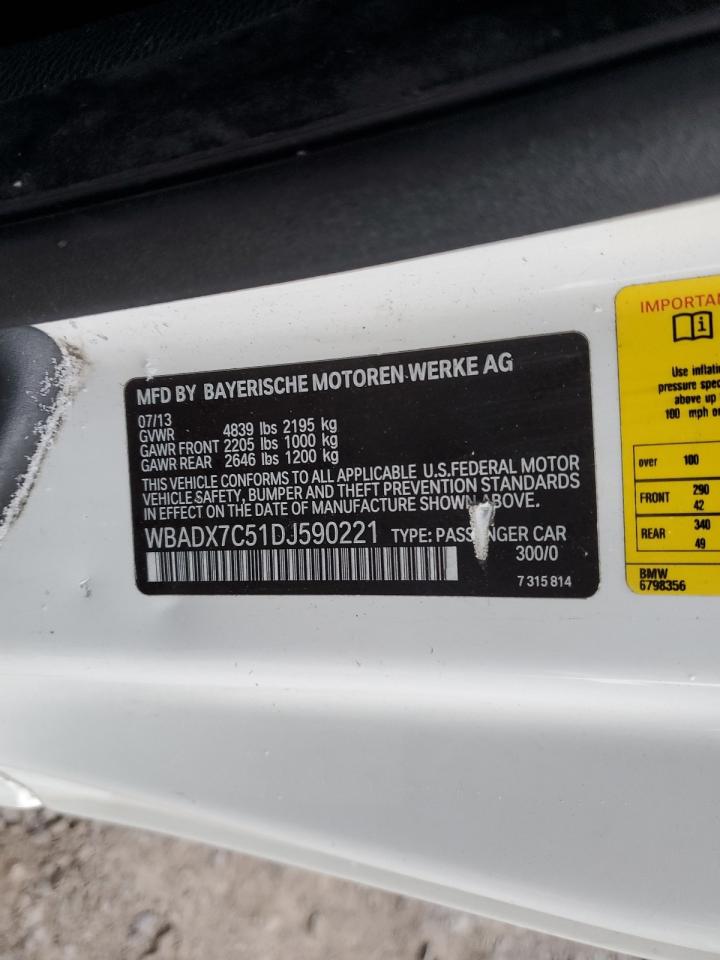 MFD BY BAYERISCHE MOTOREN WERKE AG
07/13
GVWR 4839 lbs 2195 kg
GAWR FRONT 2205 lbs 1000 kg
GAWR REAR 2646 lbs 1200 kg
THIS VEHICLE CONFORMS TO ALL APPLICABLE U.S.FEDERAL MOTOR
VEHICLE SAFETY, BUMPER AND THEFT PREVENTION STANDARDS
IN EFFECT ON THE DATE OF MANUFACTURE SHOWN ABOVE.
WBADX7C51DJ590221 TYPE: PASSENGER CAR
300/0
7 315 814
IMPORTAN
i
Use inflati
pressure spec
above up
100 mph o
over 100
FRONT 290
42
REAR 340
49
BMW
6798356